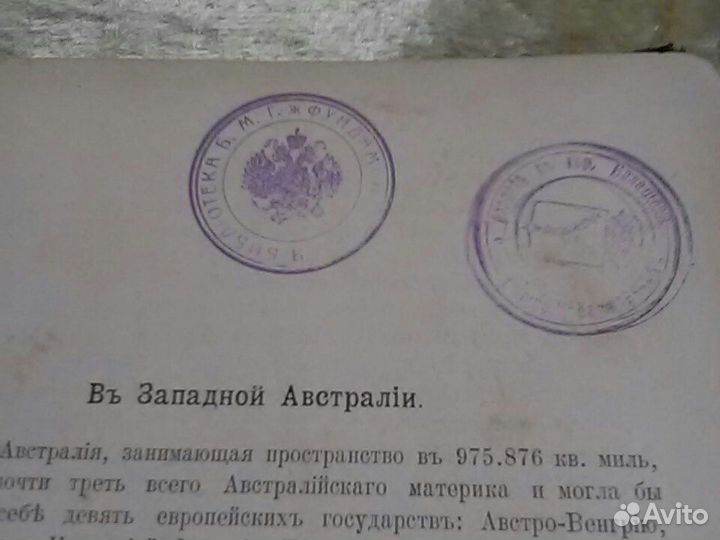 БИБЛІОТЕКА Б. М. Г. * ФУНДАМ
Въ Западной Австраліи.
Австралія, занимающая пространство въ 975.876 кв. миль,
почти треть всего Австралійскаго материка и могла бы
себѣ девять европейскихъ государствъ: Австро-Венгрію,
Avito